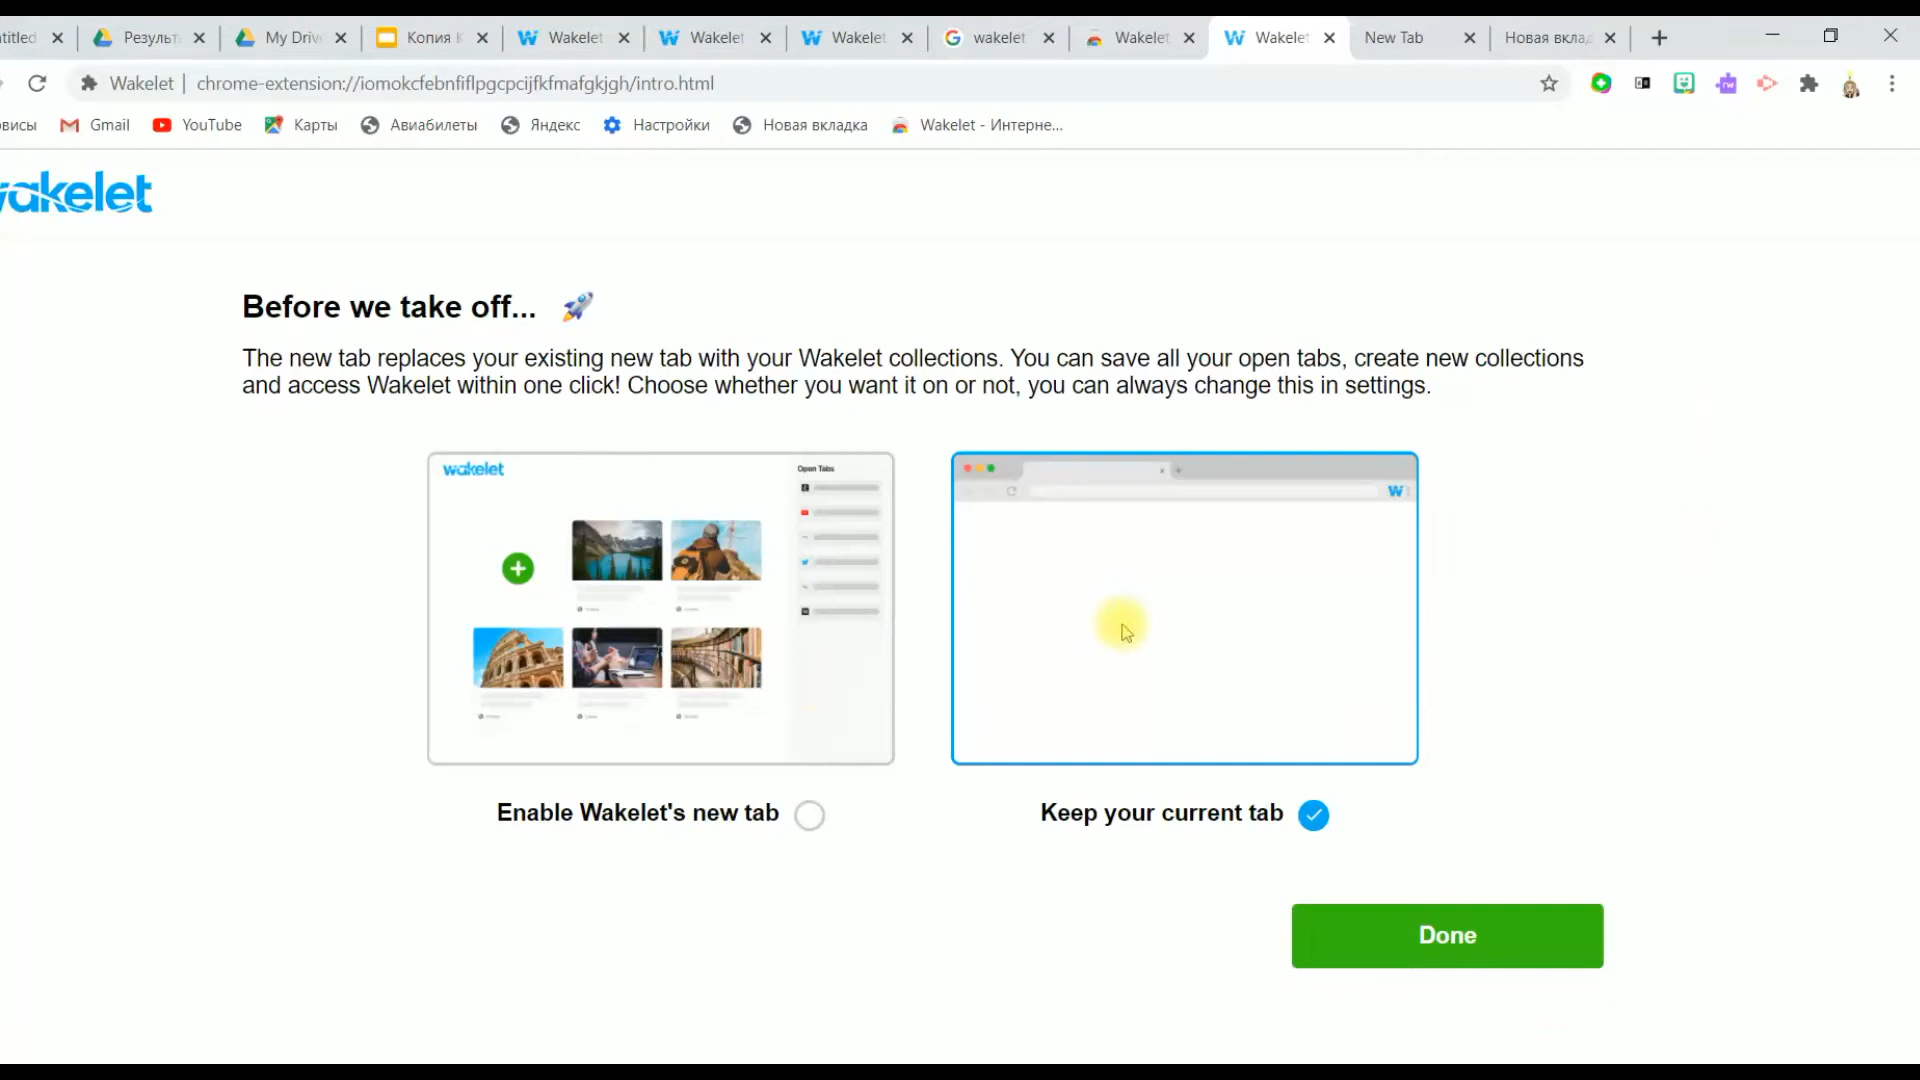 ntitled
Резуль
My Driv
Копия К
Wakelet
Wakelet
Wakelet
wakelet
Wakelet
Wakelet
New Tab
Новая вкла
Wakelet | chrome-extension://iomokcfebnfiflpgcpcijfkfmafgkjgh/intro.html
рвисы
Gmail
YouTube
Карты
Авиабилеты
Яндекс
Настройки
Новая вкладка
Wakelet - Интерне...
wakelet
Before we take off...
The new tab replaces your existing new tab with your Wakelet collections. You can save all your open tabs, create new collections
and access Wakelet within one click! Choose whether you want it on or not, you can always change this in settings.
wakelet
Open Tabs
Enable Wakelet's new tab
Keep your current tab
Done